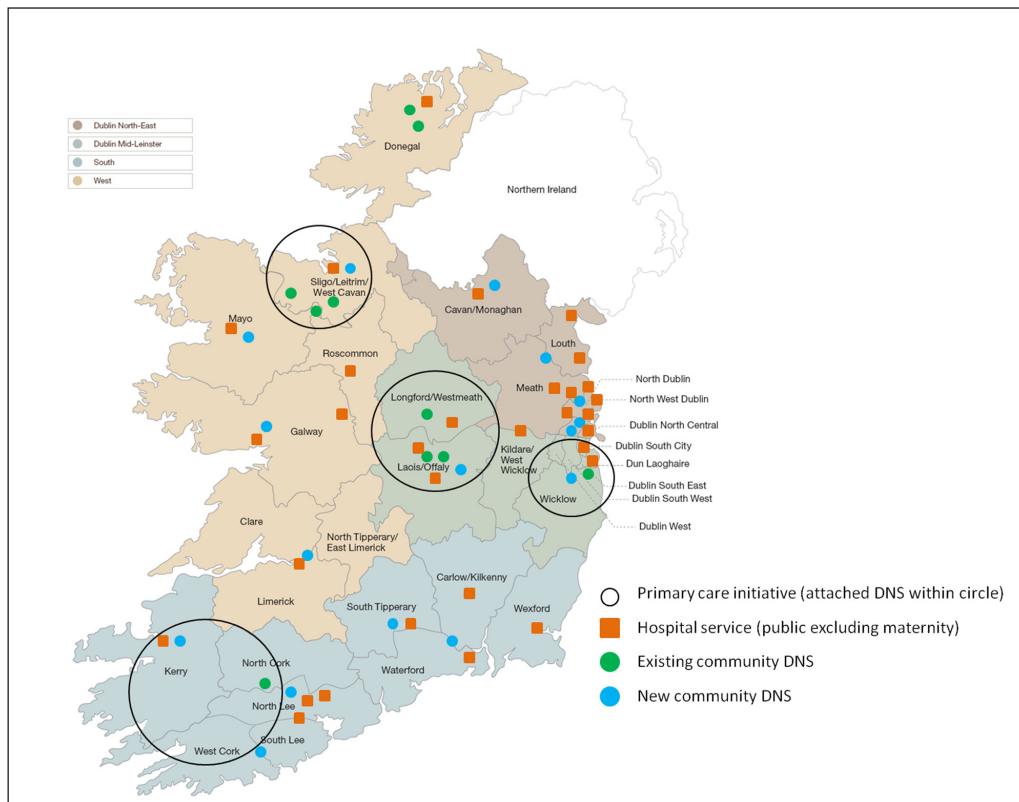 Dublin North-East
Dublin Mid-Leinster
South
West
Donegal
Northern Ireland
Sligo/Leitrim/
West Cavan
Cavan/Monaghan
Mayo
Louth
Roscommon
Meath
North Dublin
Longford/Westmeath
North West Dublin
Galway
Dublin North Central
Dublin South City
Kildare/
West
Wicklow
Laois/Offaly
Dun Laoghaire
Dublin South East
Wicklow
Dublin South West
Clare
Dublin West
North Tipperary/
East Limerick
Carlow/Kilkenny
Limerick
South Tipperary
Wexford
Primary care initiative (attached DNS within circle)
Hospital service (public excluding maternity)
Existing community DNS
New community DNS
North Cork
Kerry
Waterford
North Lee
South Lee
West Cork